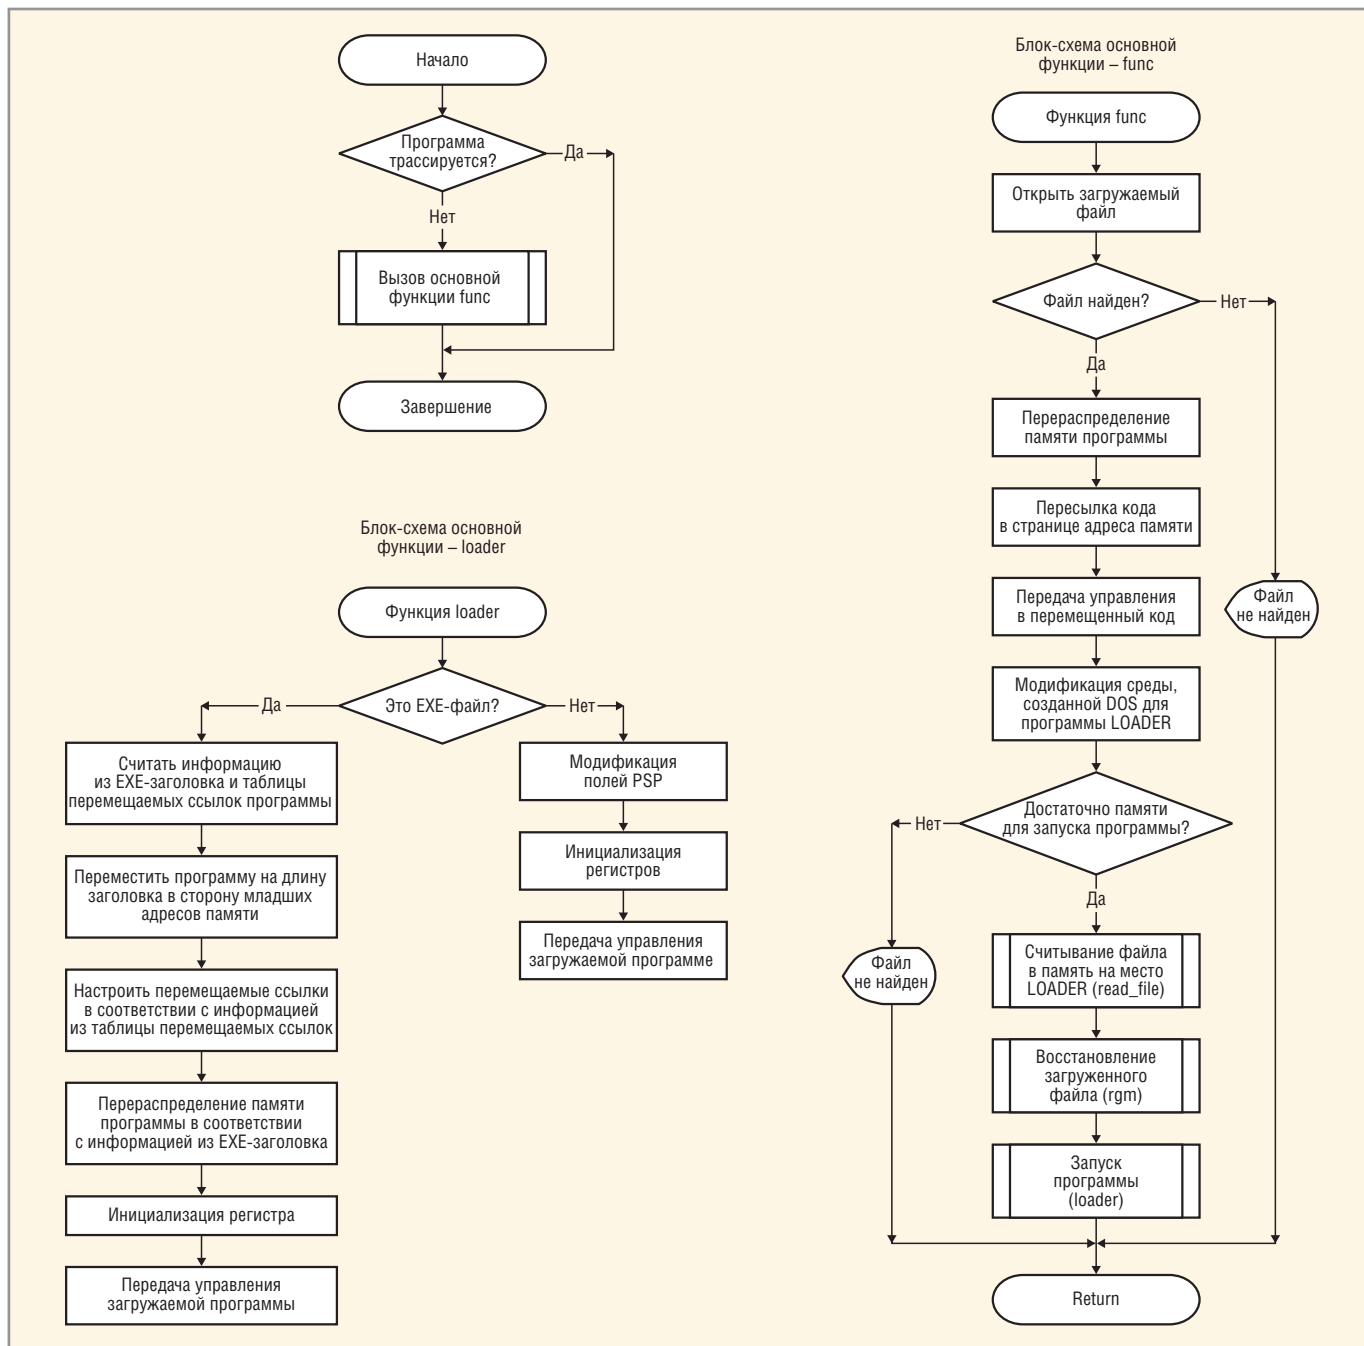 Начало
Программа
трассируется?
Да
Нет
Вызов основной
функции func
Завершение
Блок-схема основной
функции – loader
Функция loader
Это EXE-файл?
Да
Нет
Считать информацию
из EXE-заголовка и таблицы
перемещаемых ссылок программы
Переместить программу на длину
заголовка в сторону младших
адресов памяти
Настроить перемещаемые ссылки
в соответствии с информацией
из таблицы перемещаемых ссылок
Перераспределение памяти
программы в соответствии
с информацией из EXE-заголовка
Инициализация регистра
Передача управления
загружаемой программы
Модификация
полей PSP
Инициализация
регистров
Передача управления
загружаемой программе
Блок-схема основной
функции – func
Функция func
Открыть загружаемый
файл
Файл найден?
Нет
Да
Перераспределение
памяти программы
Пересылка кода
в странице адреса памяти
Передача управления
в перемещенный код
Файл
не найден
Модификация среды,
созданной DOS для
программы LOADER
Достаточно памяти
для запуска программы?
Нет
Да
Файл
не найден
Считывание файла
в память на место
LOADER (read_file)
Восстановление
загруженного
файла (rgm)
Запуск
программы
(loader)
Return